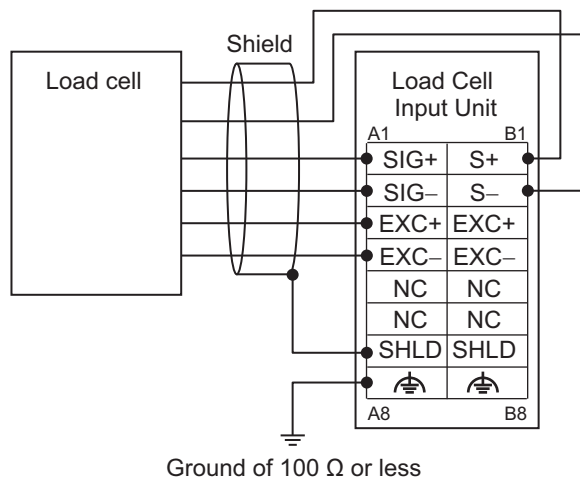 Shield
Load cell
Load Cell
Input Unit
A1 B1
SIG+ S+
SIG− S−
EXC+ EXC+
EXC− EXC−
NC NC
NC NC
SHLD SHLD
A8 B8
Ground of 100 Ω or less